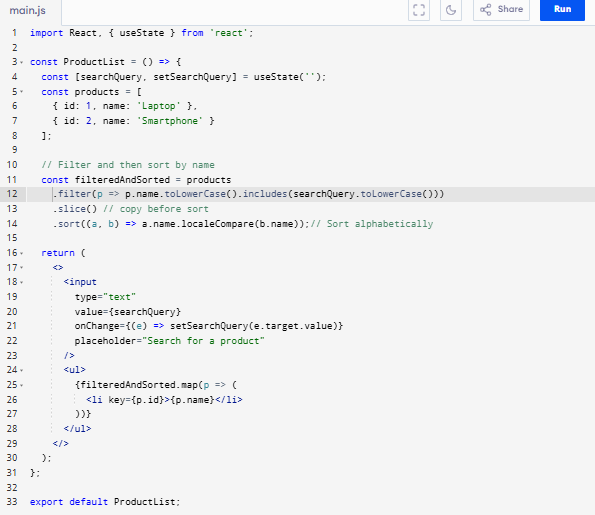 main.js
Share
Run
1 import React, { useState } from 'react';
2
3 const ProductList = () => {
4 const [searchQuery, setSearchQuery] = useState('');
5 const products = [
6 { id: 1, name: 'Laptop' },
7 { id: 2, name: 'Smartphone' }
8 ];
9
10 // Filter and then sort by name
11 const filteredAndSorted = products
12 .filter(p => p.name.toLowerCase().includes(searchQuery.toLowerCase()))
13 .slice() // copy before sort
14 .sort((a, b) => a.name.localeCompare(b.name));// Sort alphabetically
15
16 return (
17 <>
18 <input
19 type="text"
20 value={searchQuery}
21 onChange={(e) => setSearchQuery(e.target.value)}
22 placeholder="Search for a product"
23 />
24 <ul>
25 {filteredAndSorted.map(p => (
26 <li key={p.id}>{p.name}</li>
27 ))}
28 </ul>
29 </>
30 );
31 };
32
33 export default ProductList;